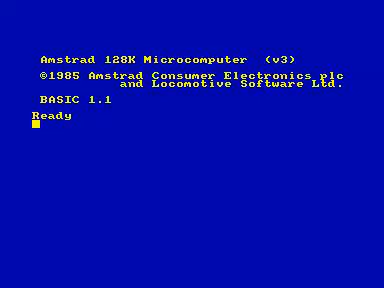 Amstrad 128K Microcomputer  (v3)
©1985 Amstrad Consumer Electronics plc
and Locomotive Software Ltd.
BASIC 1.1
Ready